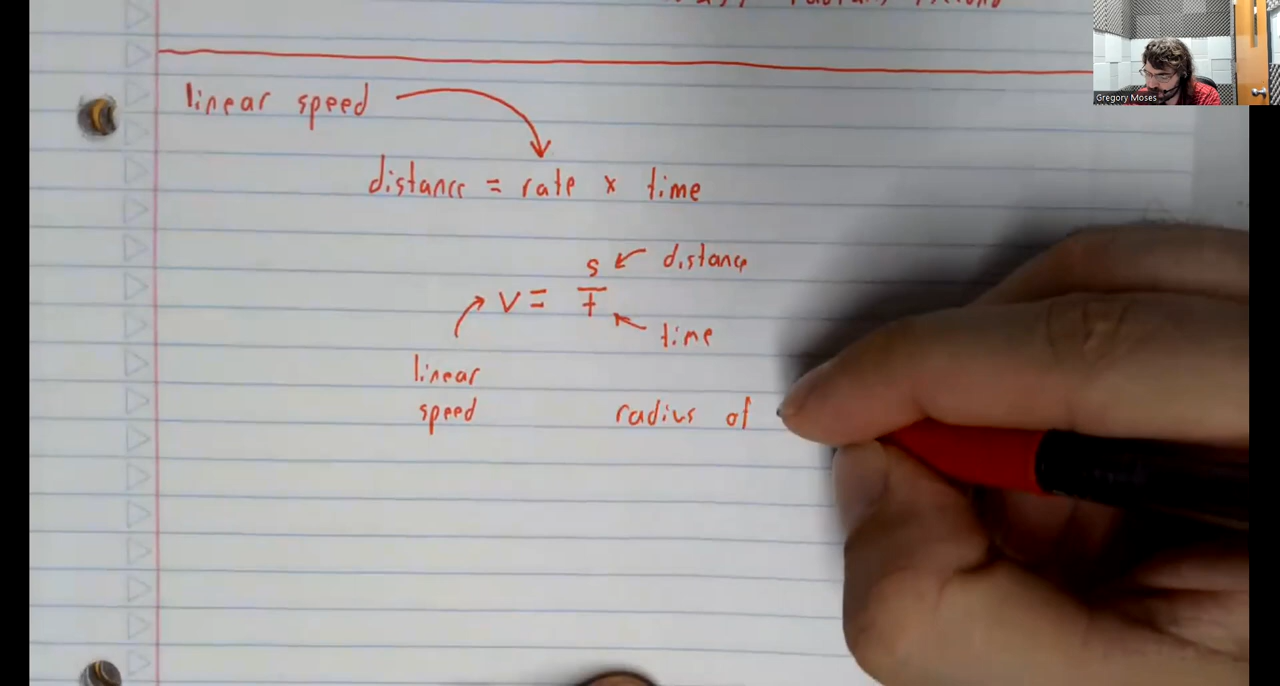 linear speed
distance = rate x time
s distance
v = t
time
linear
speed radius of
Gregory Moses